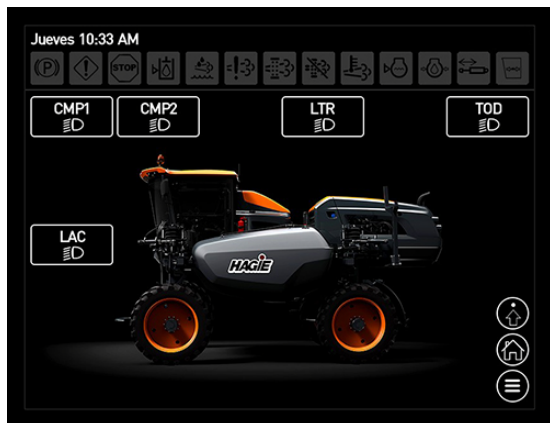 Jueves 10:33 AM
P
STOP
CMP1
CMP2
LTR
TOD
LAC
HAGIE